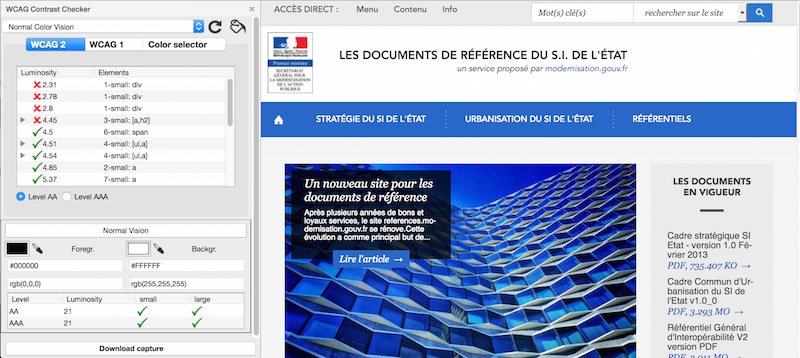 WCAG Contrast Checker
Normal Color Vision
WCAG 2 WCAG 1 Color selector
Luminosity Elements
2.31 1-small: div
2.78 1-small: div
2.8 1-small: div
4.45 3-small: [a,h2]
4.5 6-small: span
4.51 4-small: [ul,a]
4.54 4-small: [ul,a]
4.85 2-small: a
5.37 7-small: a
Level AA Level AAA
Normal Vision
Foregr. Backgr.
#000000 #FFFFFF
rgb(0,0,0) rgb(255,255,255)
Level Luminosity small large
AA 21
AAA 21
Download capture
ACCÈS DIRECT : Menu Contenu Info
Mot(s) clé(s) rechercher sur le site
Premier ministre
SECRÉTARIAT
GÉNÉRAL POUR LA
MODERNISATION
DE L'ACTION
PUBLIQUE
LES DOCUMENTS DE RÉFÉRENCE DU S.I. DE L'ÉTAT
un service proposé par modernisation.gouv.fr
STRATÉGIE DU SI DE L'ÉTAT URBANISATION DU SI DE L'ÉTAT RÉFÉRENTIELS
Un nouveau site pour les
documents de référence
Après plusieurs années de bons et
loyaux services, le site references.mo-
dernisation.gouv.fr se rénove.Cette
évolution a comme principal but de...
Lire l'article →
LES DOCUMENTS
EN VIGUEUR
Cadre stratégique SI
Etat - version 1.0 Fé-
vrier 2013
PDF, 735.407 KO →
Cadre Commun d'Ur-
banisation du SI de
l'Etat v1.0_0
PDF, 3.293 MO →
Référentiel Général
d'Interopérabilité V2
version PDF